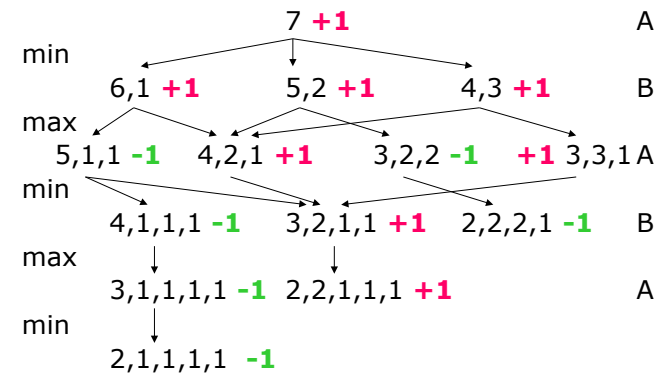 7 +1 A
min
6,1 +1 5,2 +1 4,3 +1 B
max
5,1,1 -1 4,2,1 +1 3,2,2 -1 +1 3,3,1 A
min
4,1,1,1 -1 3,2,1,1 +1 2,2,2,1 -1 B
max
3,1,1,1,1 -1 2,2,1,1,1 +1 A
min
2,1,1,1,1,1 -1